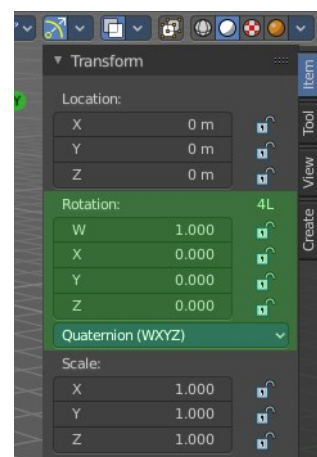 Transform
Item
Tool
View
Create
Y
Location:
X 0 m
Y 0 m
Z 0 m
Rotation: 4L
W 1.000
X 0.000
Y 0.000
Z 0.000
Quaternion (WXYZ)
Scale:
X 1.000
Y 1.000
Z 1.000